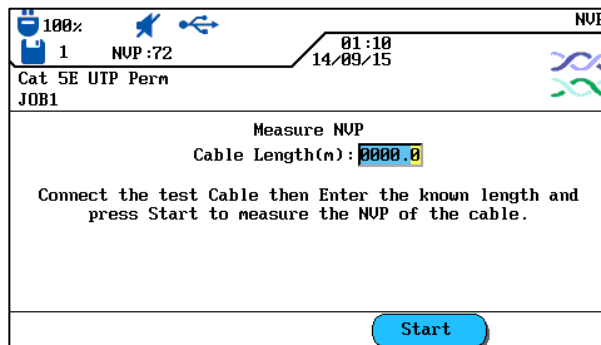 100%
NVP
1 NVP:72
01:10
14/09/15
Cat 5E UTP Perm
JOB1
Measure NVP
Cable Length(m):0000.0
Connect the test Cable then Enter the known length and
press Start to measure the NVP of the cable.
Start